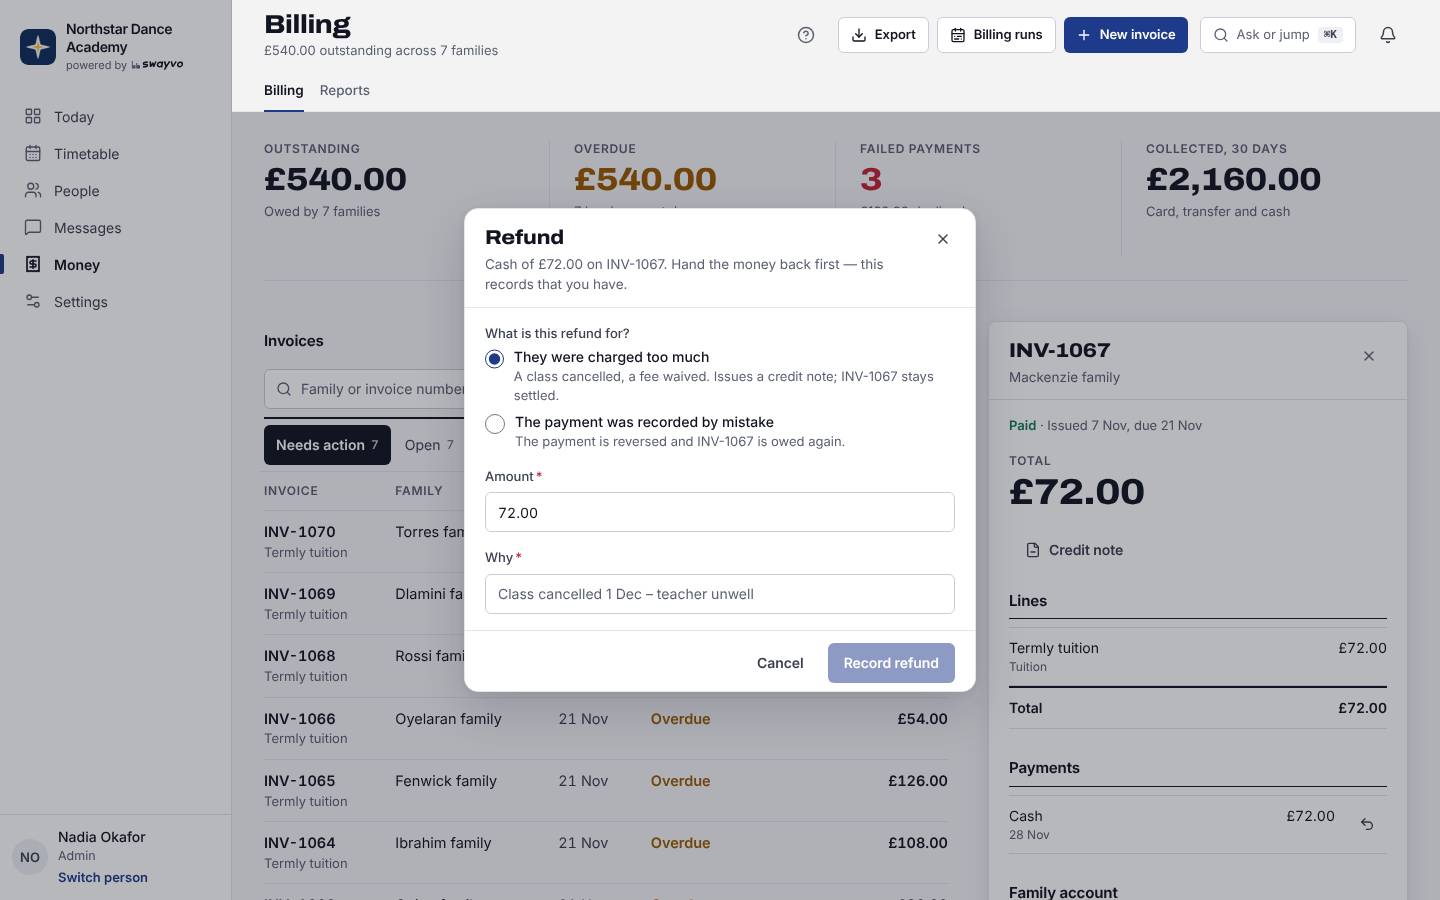 Northstar Dance
Academy
powered by swayvo
Today
Timetable
People
Messages
Money
Settings
Nadia Okafor
NO
Admin
Switch person
Billing
£540.00 outstanding across 7 families
Export
Billing runs
New invoice
Ask or jump ⌘K
Billing Reports
OUTSTANDING
£540.00
Owed by 7 families
OVERDUE
£540.00
FAILED PAYMENTS
3
COLLECTED, 30 DAYS
£2,160.00
Card, transfer and cash
Invoices
Family or invoice number
Needs action 7 Open 7
INVOICE FAMILY
INV-1070 Torres fam
Termly tuition
INV-1069 Dlamini fa
Termly tuition
INV-1068 Rossi fami
Termly tuition
INV-1066 Oyelaran family 21 Nov Overdue £54.00
Termly tuition
INV-1065 Fenwick family 21 Nov Overdue £126.00
Termly tuition
INV-1064 Ibrahim family 21 Nov Overdue £108.00
Termly tuition
Refund
Cash of £72.00 on INV-1067. Hand the money back first — this
records that you have.
What is this refund for?
They were charged too much
A class cancelled, a fee waived. Issues a credit note; INV-1067 stays
settled.
The payment was recorded by mistake
The payment is reversed and INV-1067 is owed again.
Amount *
72.00
Why *
Class cancelled 1 Dec – teacher unwell
Cancel Record refund
INV-1067
Mackenzie family
Paid · Issued 7 Nov, due 21 Nov
TOTAL
£72.00
Credit note
Lines
Termly tuition £72.00
Tuition
Total £72.00
Payments
Cash £72.00
28 Nov
Family account